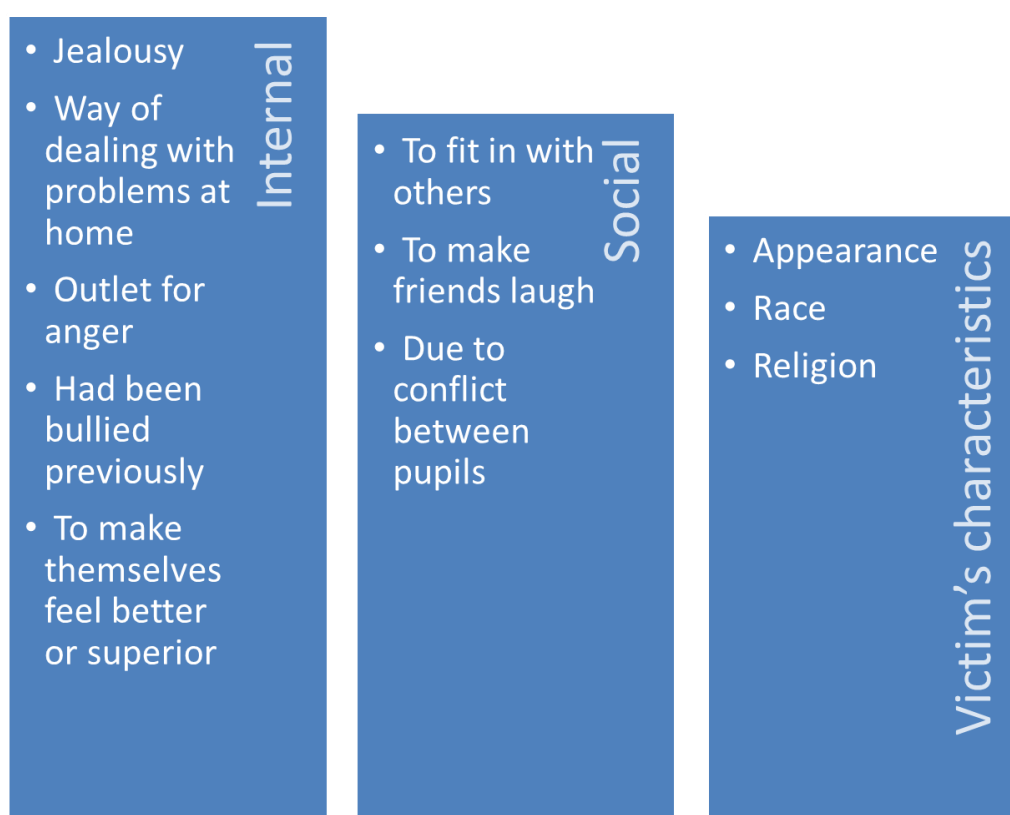 Internal
• Jealousy
• Way of
dealing with
problems at
home
• Outlet for
anger
• Had been
bullied
previously
• To make
themselves
feel better
or superior
Social
• To fit in with
others
• To make
friends laugh
• Due to
conflict
between
pupils
Victim’s characteristics
• Appearance
• Race
• Religion